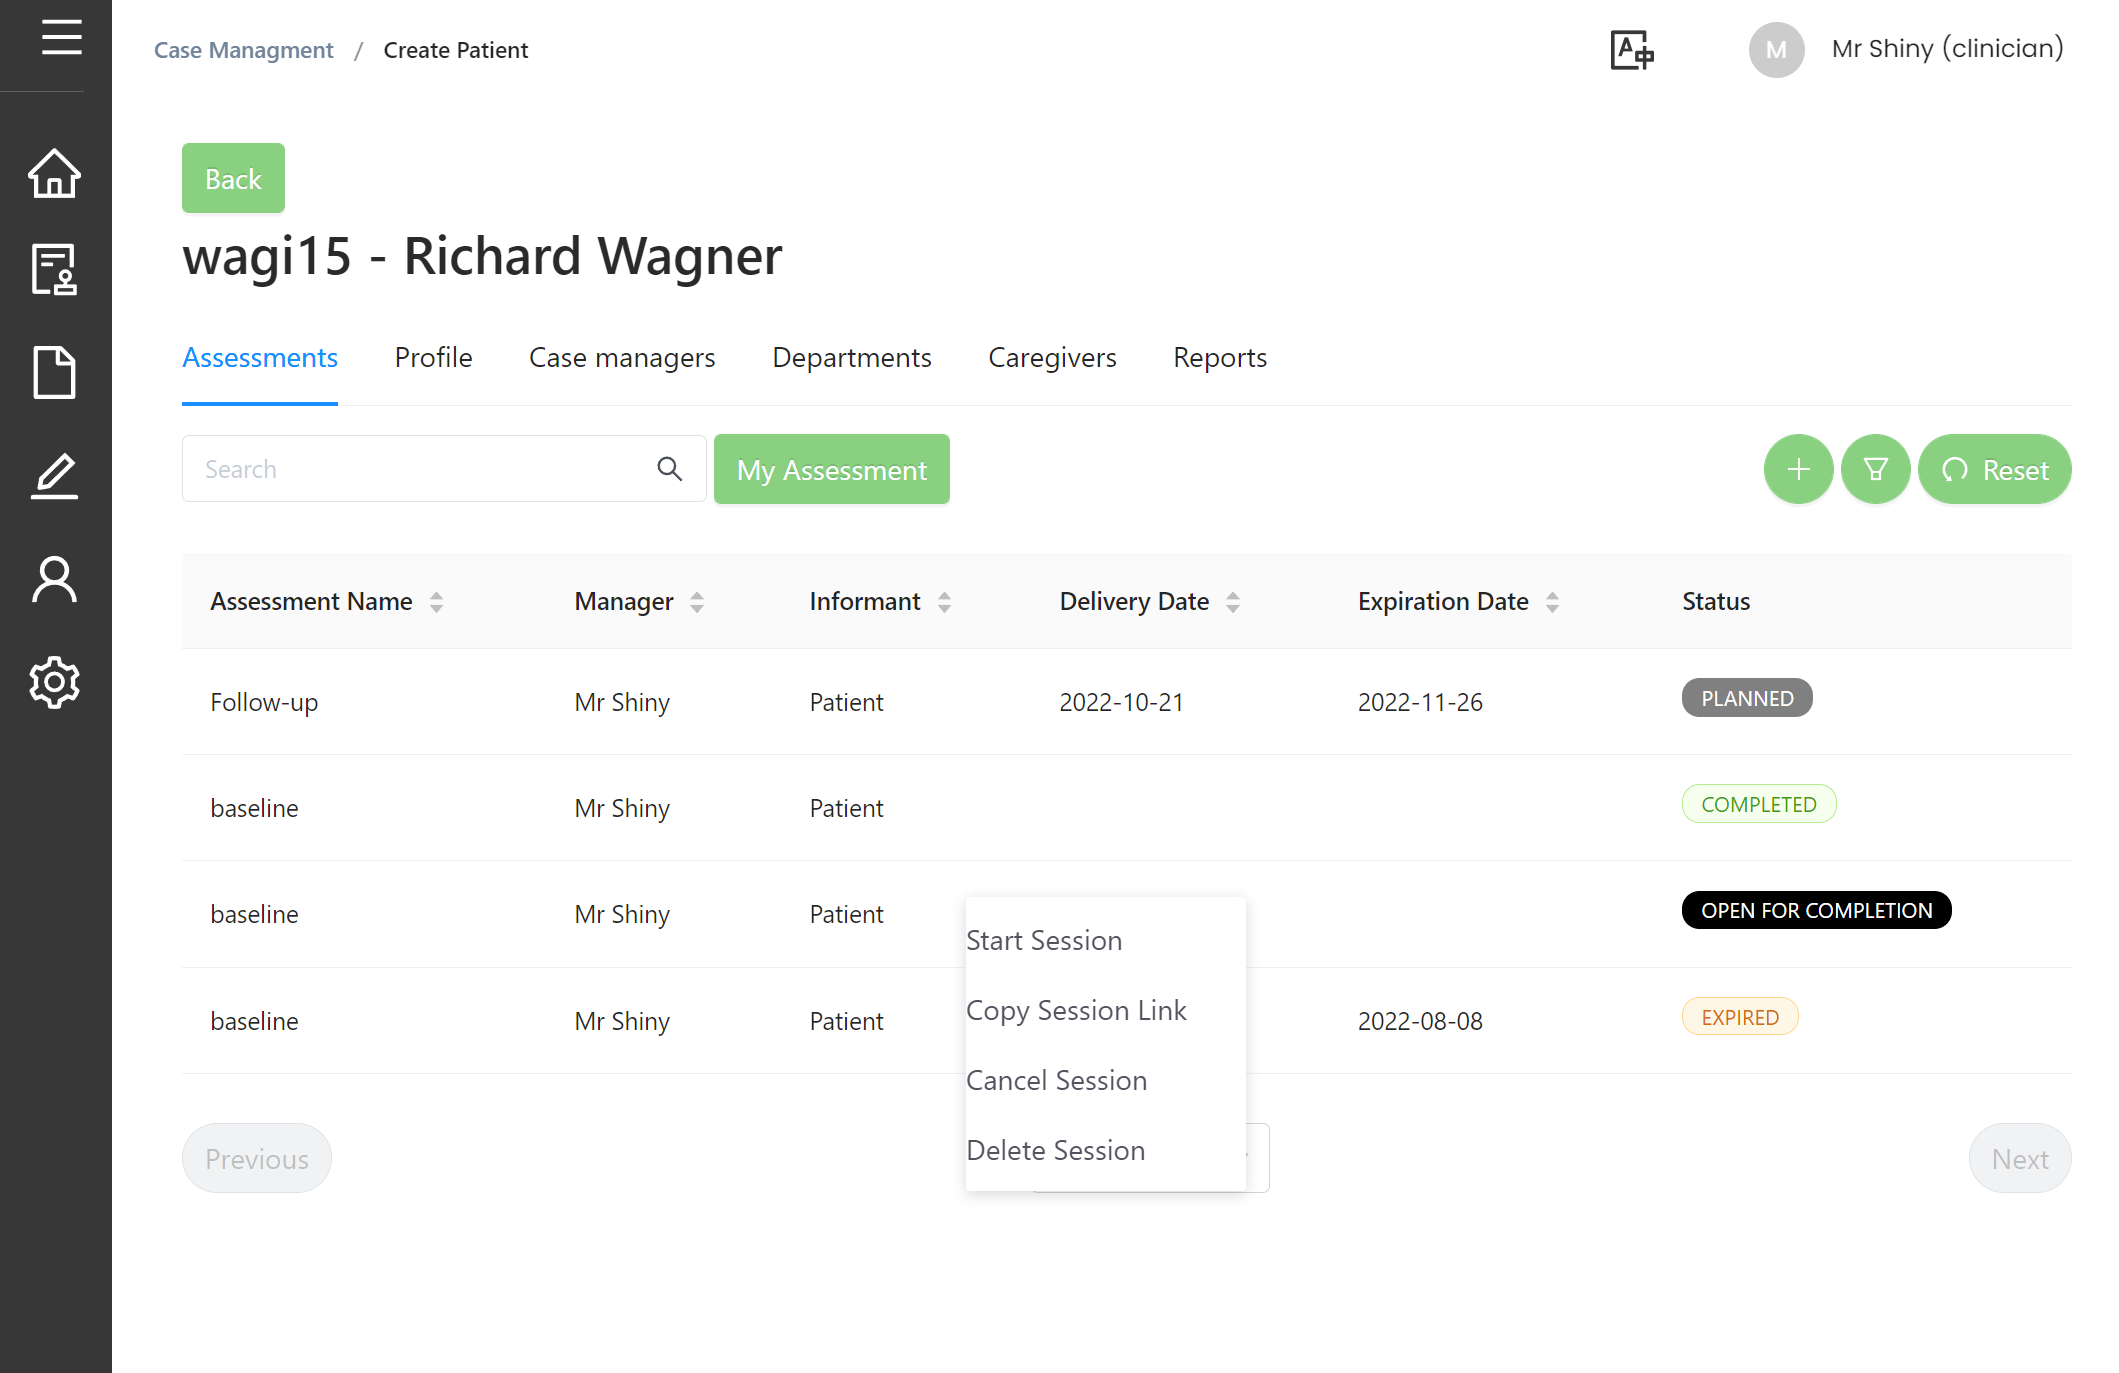 Case Managment / Create Patient
M Mr Shiny (clinician)
Back
wagi15 - Richard Wagner
Assessments Profile Case managers Departments Caregivers Reports
Search My Assessment Reset
Assessment Name Manager Informant Delivery Date Expiration Date Status
Follow-up Mr Shiny Patient 2022-10-21 2022-11-26 PLANNED
baseline Mr Shiny Patient COMPLETED
baseline Mr Shiny Patient OPEN FOR COMPLETION
Start Session
Copy Session Link
baseline Mr Shiny Patient 2022-08-08 EXPIRED
Cancel Session
Delete Session
Previous Next